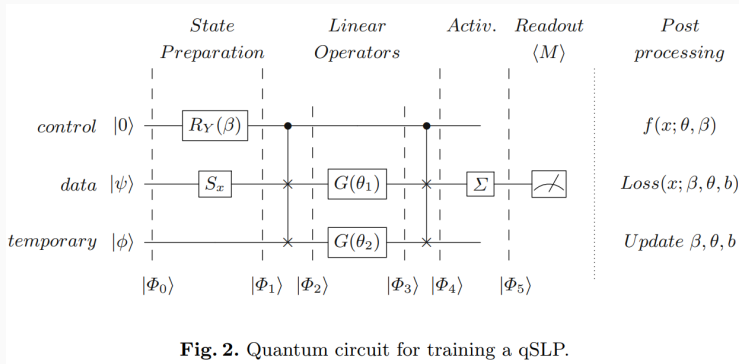 State Linear Activ. Readout Post
Preparation Operators ⟨M⟩ processing
control |0⟩ R_Y(β) f(x; θ, β)
data |ψ⟩ S_x G(θ_1) Σ Loss(x; β, θ, b)
temporary |ϕ⟩ G(θ_2) Update β, θ, b
|Φ_0⟩ |Φ_1⟩ |Φ_2⟩ |Φ_3⟩ |Φ_4⟩ |Φ_5⟩
Fig. 2. Quantum circuit for training a qSLP.